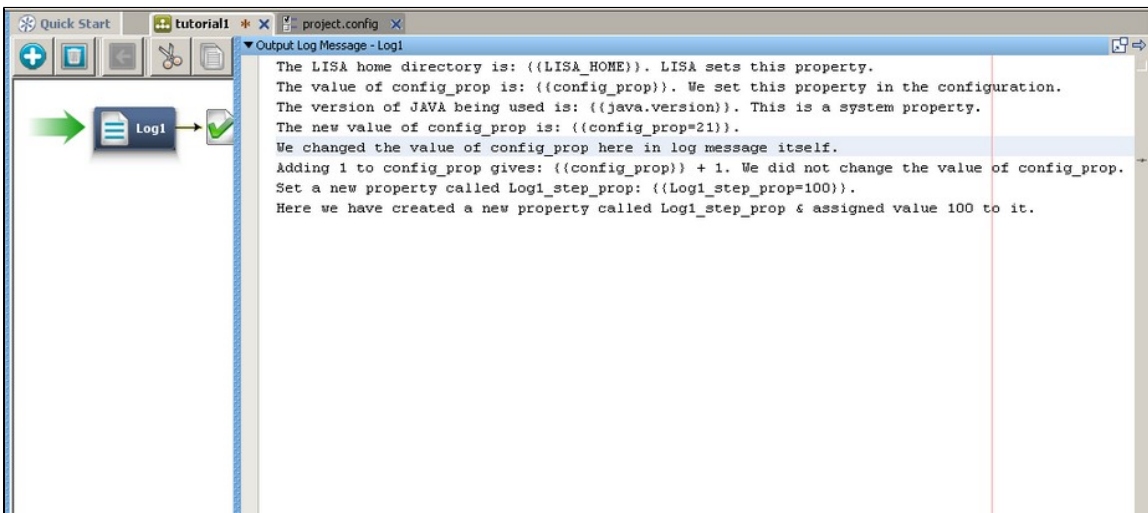 Quick Start
tutorial1 *
project.config
Output Log Message - Log1
The LISA home directory is: {{LISA_HOME}}. LISA sets this property.
The value of config_prop is: {{config_prop}}. We set this property in the configuration.
The version of JAVA being used is: {{java.version}}. This is a system property.
The new value of config_prop is: {{config_prop=21}}.
We changed the value of config_prop here in log message itself.
Adding 1 to config_prop gives: {{config_prop}} + 1. We did not change the value of config_prop.
Set a new property called Log1_step_prop: {{Log1_step_prop=100}}.
Here we have created a new property called Log1_step_prop & assigned value 100 to it.
Log1